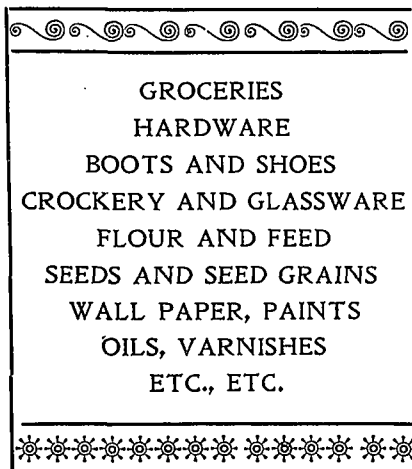 GROCERIES
HARDWARE
BOOTS AND SHOES
CROCKERY AND GLASSWARE
FLOUR AND FEED
SEEDS AND SEED GRAINS
WALL PAPER, PAINTS
OILS, VARNISHES
ETC., ETC.